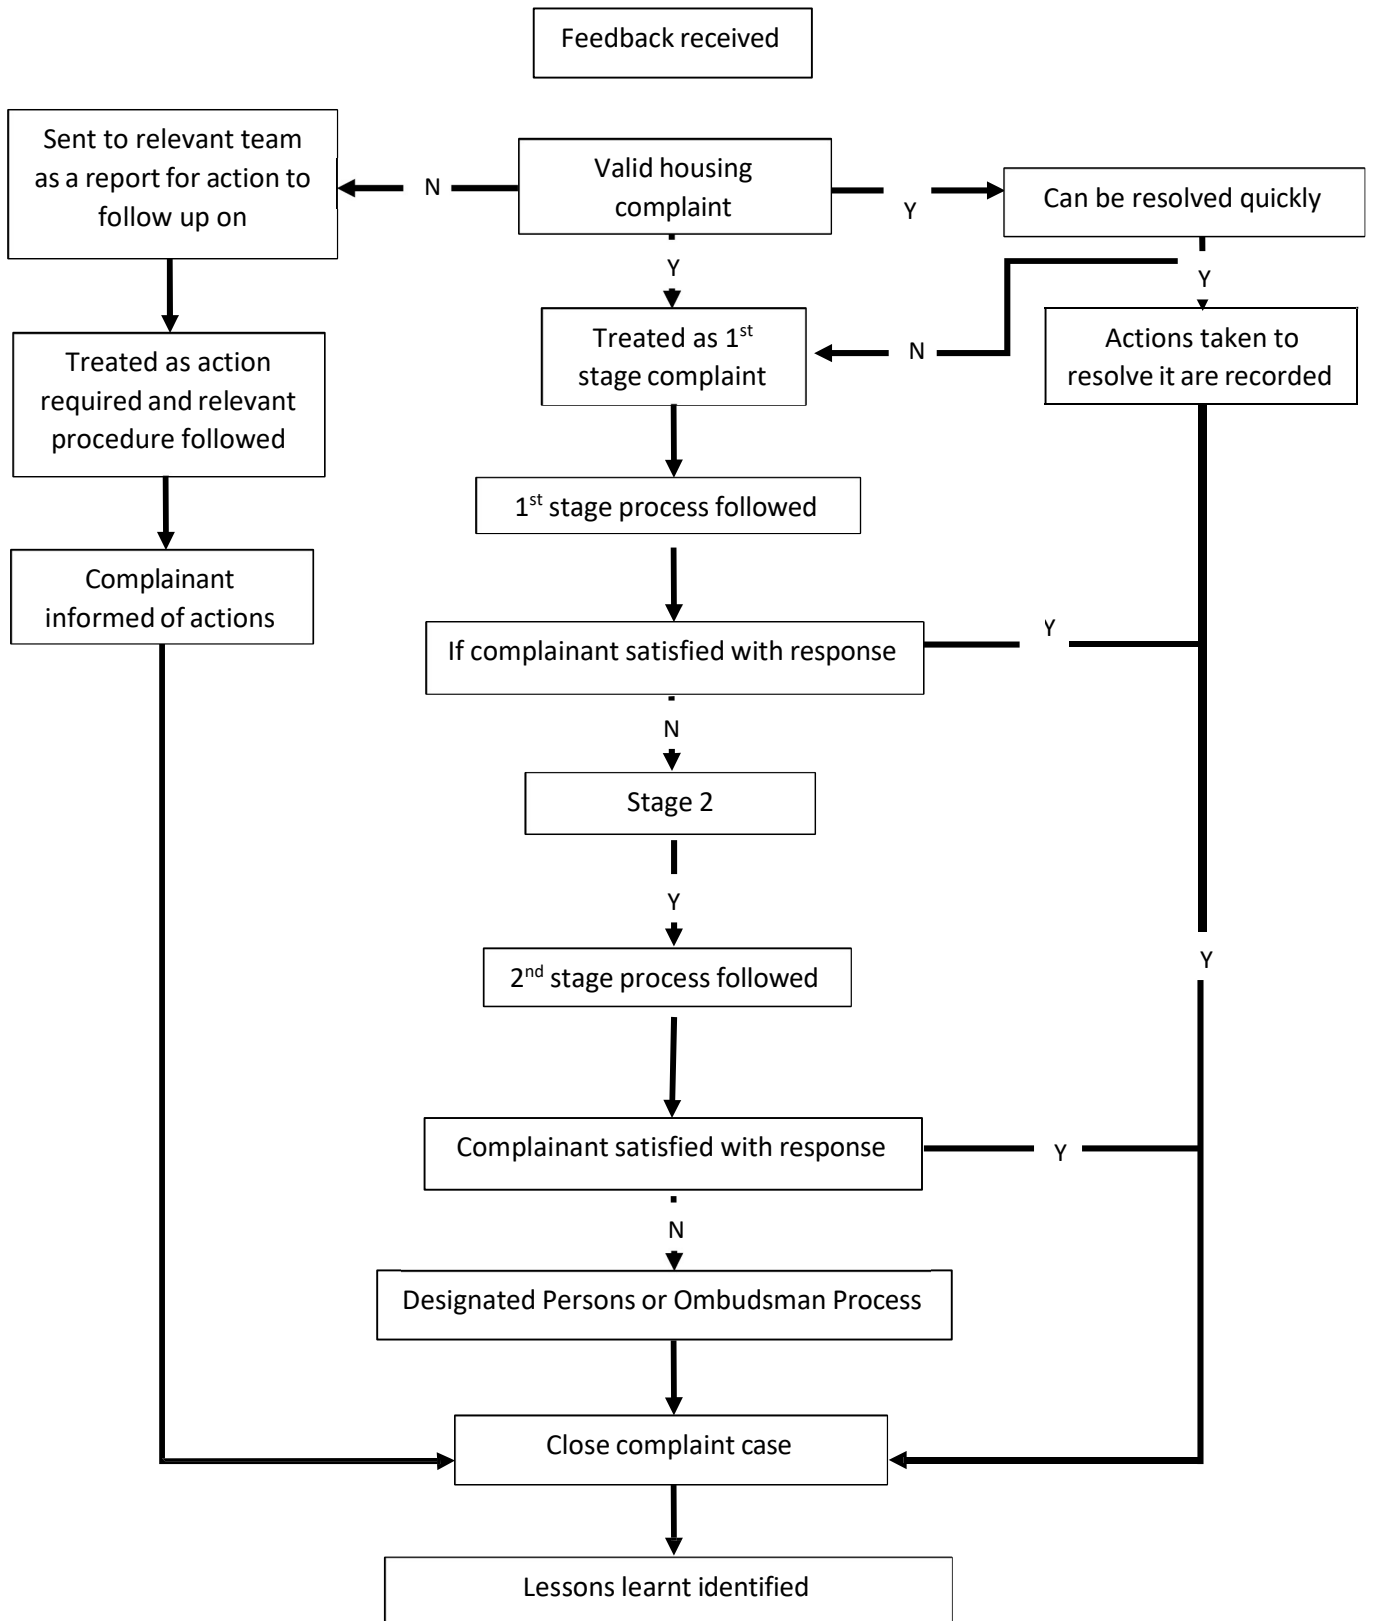 Feedback received
Sent to relevant team
as a report for action to
follow up on
N
Valid housing
complaint
Y
Can be resolved quickly
Y
Y
Treated as 1st
stage complaint
N
Actions taken to
resolve it are recorded
Treated as action
required and relevant
procedure followed
1st stage process followed
Complainant
informed of actions
If complainant satisfied with response
Y
N
Stage 2
Y
2nd stage process followed
Y
Complainant satisfied with response
Y
N
Designated Persons or Ombudsman Process
Close complaint case
Lessons learnt identified